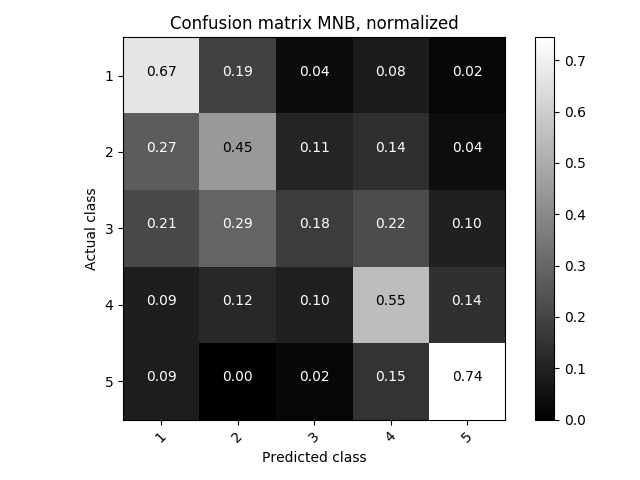 Confusion matrix MNB, normalized
1 0.67 0.19 0.04 0.08 0.02
2 0.27 0.45 0.11 0.14 0.04
3 0.21 0.29 0.18 0.22 0.10
4 0.09 0.12 0.10 0.55 0.14
5 0.09 0.00 0.02 0.15 0.74
1 2 3 4 5
Predicted class
Actual class
0.7
0.6
0.5
0.4
0.3
0.2
0.1
0.0